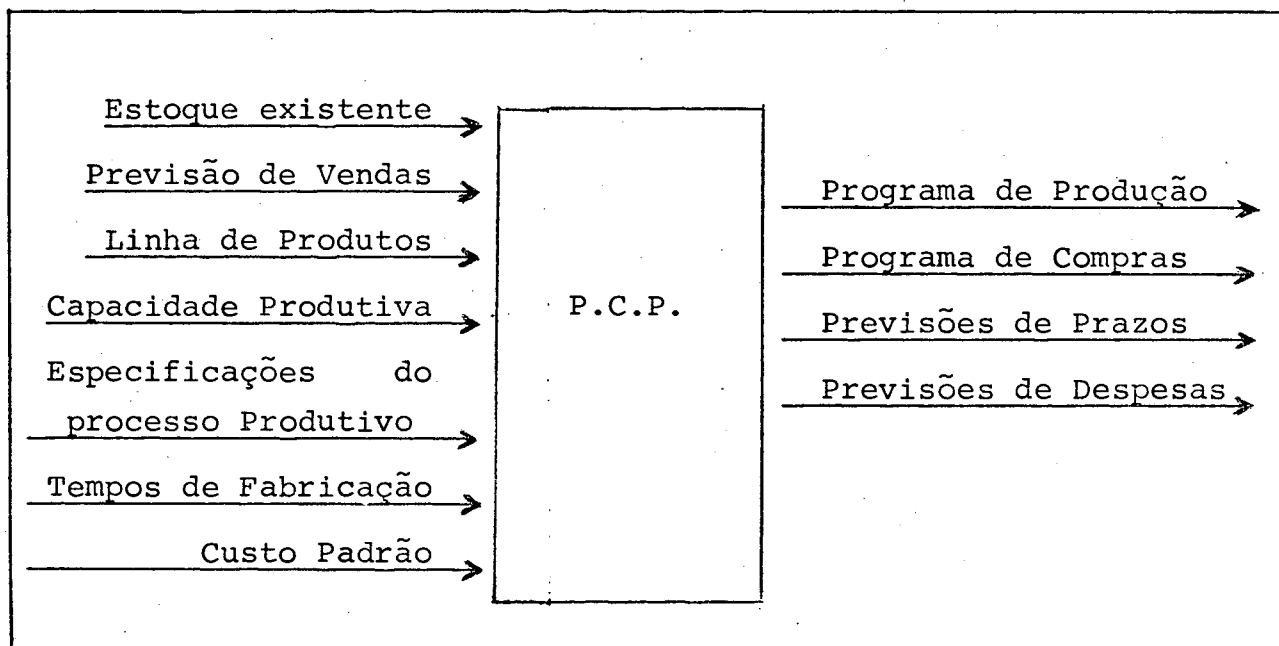 Estoque existente
Previsão de Vendas
Linha de Produtos
Capacidade Produtiva
Especificações do
processo Produtivo
Tempos de Fabricação
Custo Padrão
P.C.P.
Programa de Produção
Programa de Compras
Previsões de Prazos
Previsões de Despesas